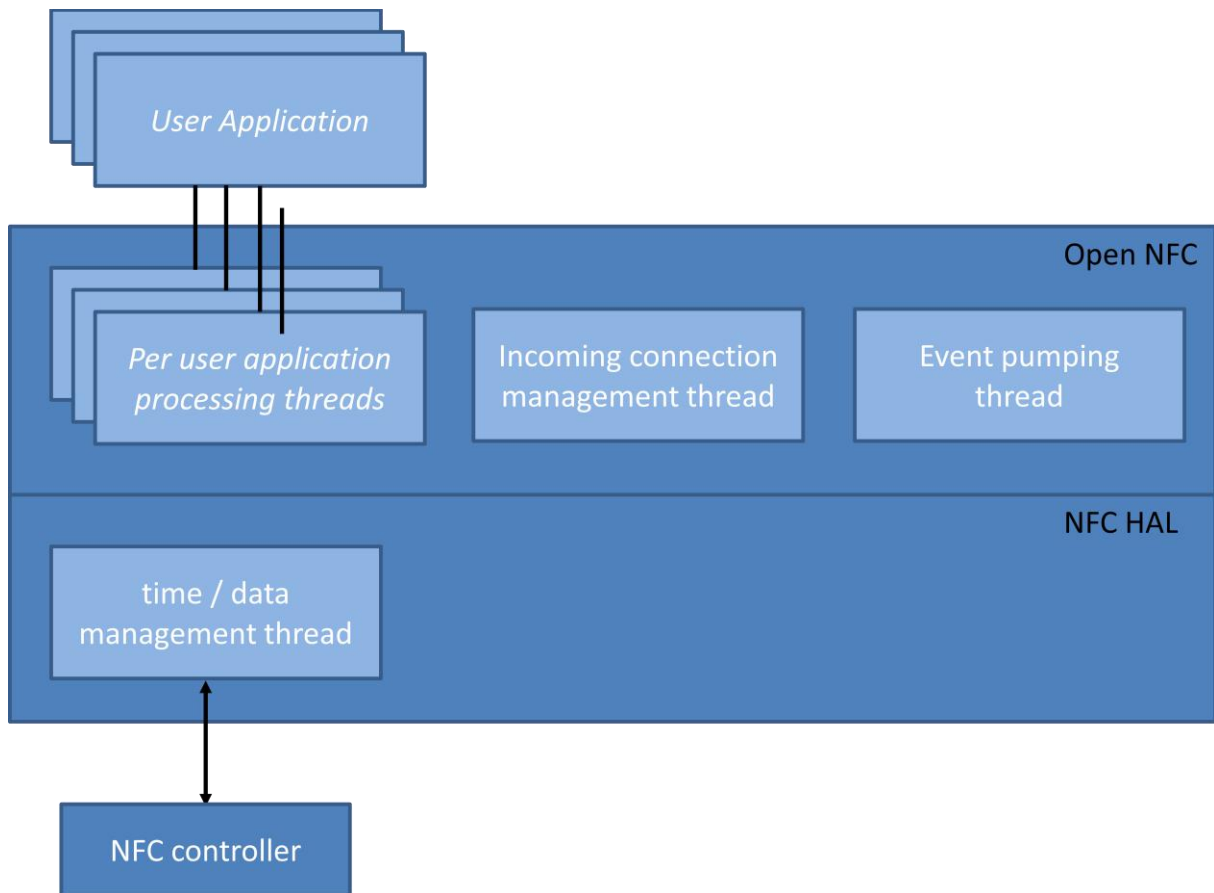 User Application
Open NFC
Per user application
processing threads
Incoming connection
management thread
Event pumping
thread
NFC HAL
time / data
management thread
NFC controller